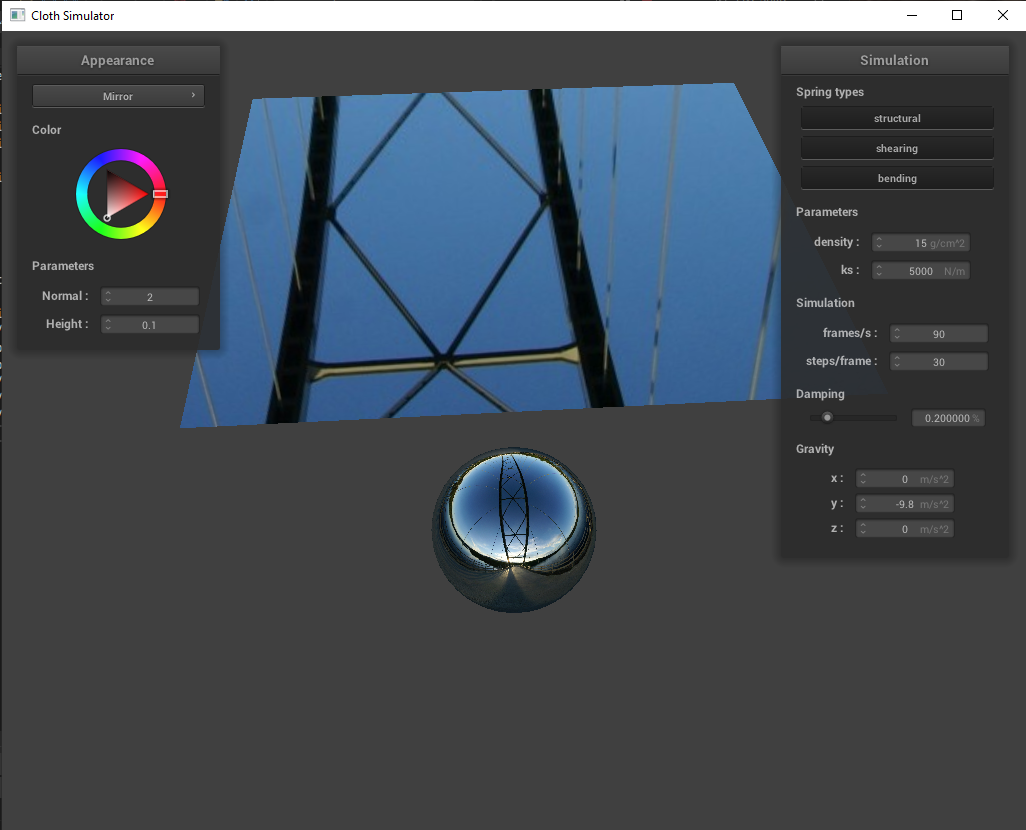 Cloth Simulator
Appearance
Mirror
Color
Parameters
Normal : 2
Height : 0.1
Simulation
Spring types
structural
shearing
bending
Parameters
density : 15 g/cm^2
ks : 5000 N/m
Simulation
frames/s : 90
steps/frame : 30
Damping
0.200000 %
Gravity
x : 0 m/s^2
y : -9.8 m/s^2
z : 0 m/s^2